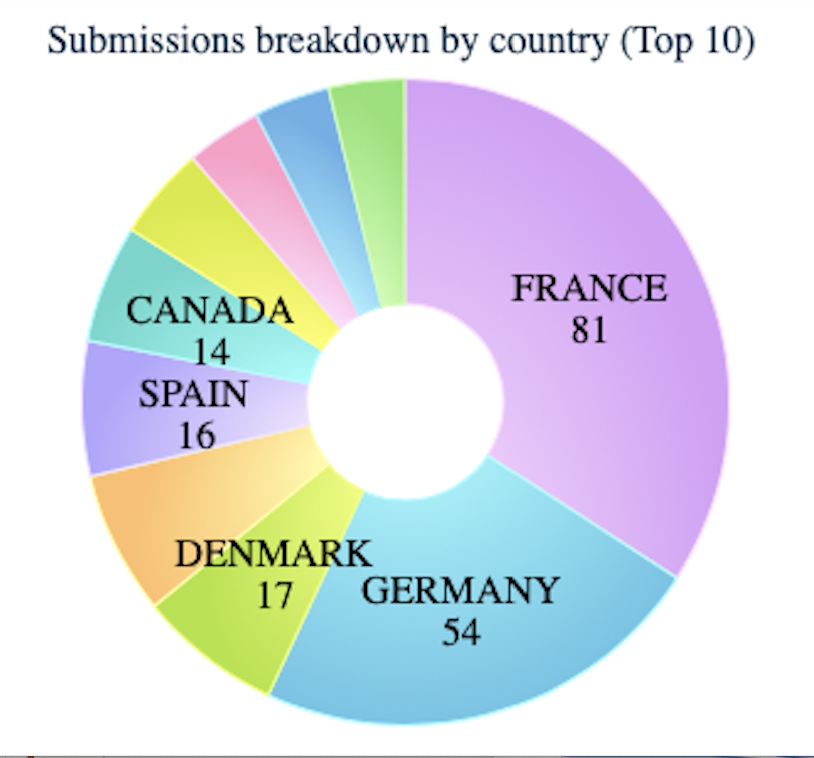 Submissions breakdown by country (Top 10)
FRANCE
81
CANADA
14
SPAIN
16
DENMARK
17
GERMANY
54